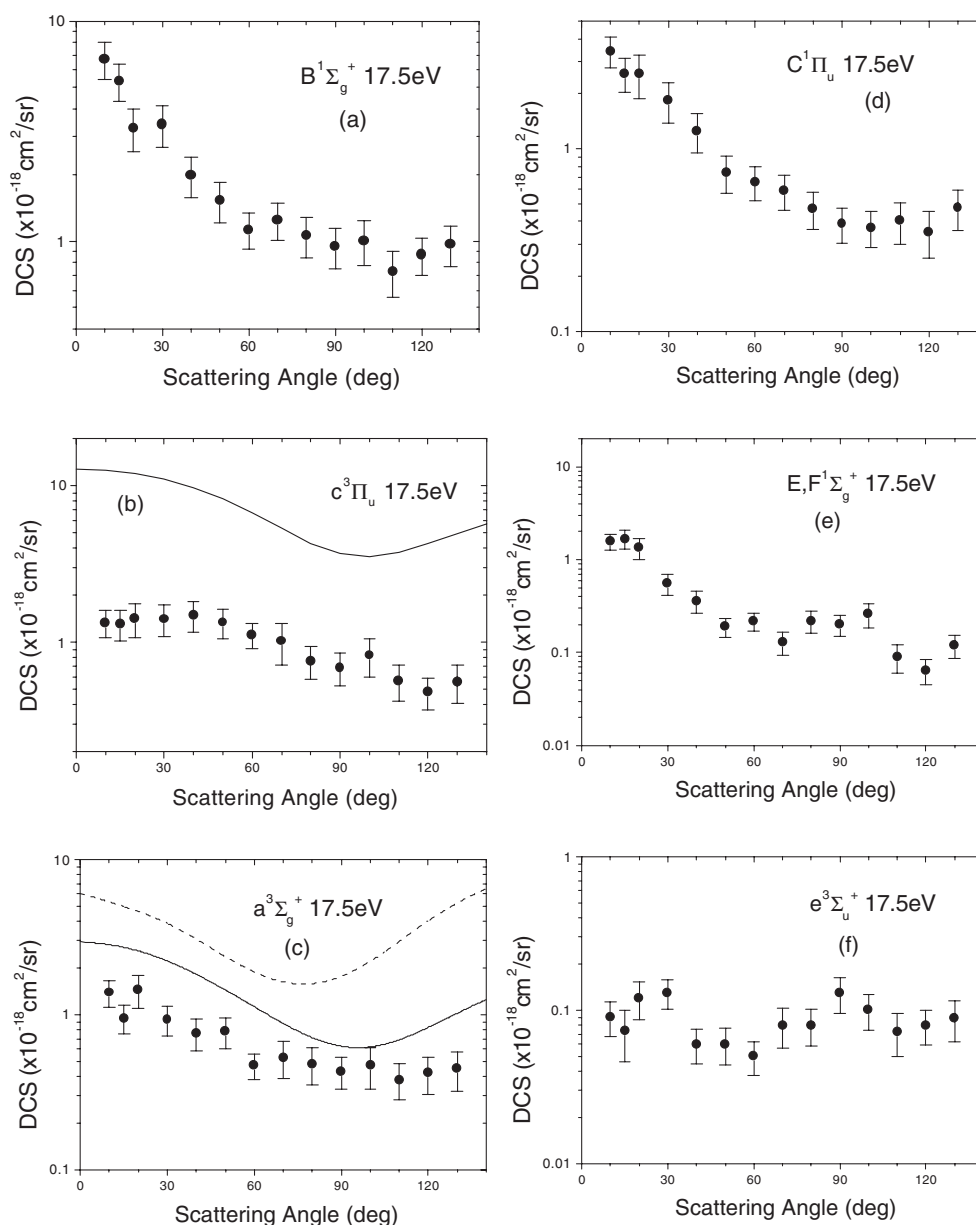 10
1
DCS (x10⁻¹⁸cm²/sr)
B¹Σg⁺ 17.5eV
(a)
0 30 60 90 120
Scattering Angle (deg)
1
0.1
DCS (x10⁻¹⁸cm²/sr)
C¹Πu 17.5eV
(d)
0 30 60 90 120
Scattering Angle (deg)
10
1
DCS (x10⁻¹⁸cm²/sr)
(b)
c³Πu 17.5eV
0 30 60 90 120
Scattering Angle (deg)
10
1
0.1
0.01
DCS (x10⁻¹⁸cm²/sr)
E,F¹Σg⁺ 17.5eV
(e)
0 30 60 90 120
Scattering Angle (deg)
10
1
0.1
DCS (x10⁻¹⁸cm²/sr)
a³Σg⁺ 17.5eV
(c)
0 30 60 90 120
Scattering Angle (deg)
1
0.1
0.01
DCS (x10⁻¹⁸cm²/sr)
e³Σu⁺ 17.5eV
(f)
0 30 60 90 120
Scattering Angle (deg)